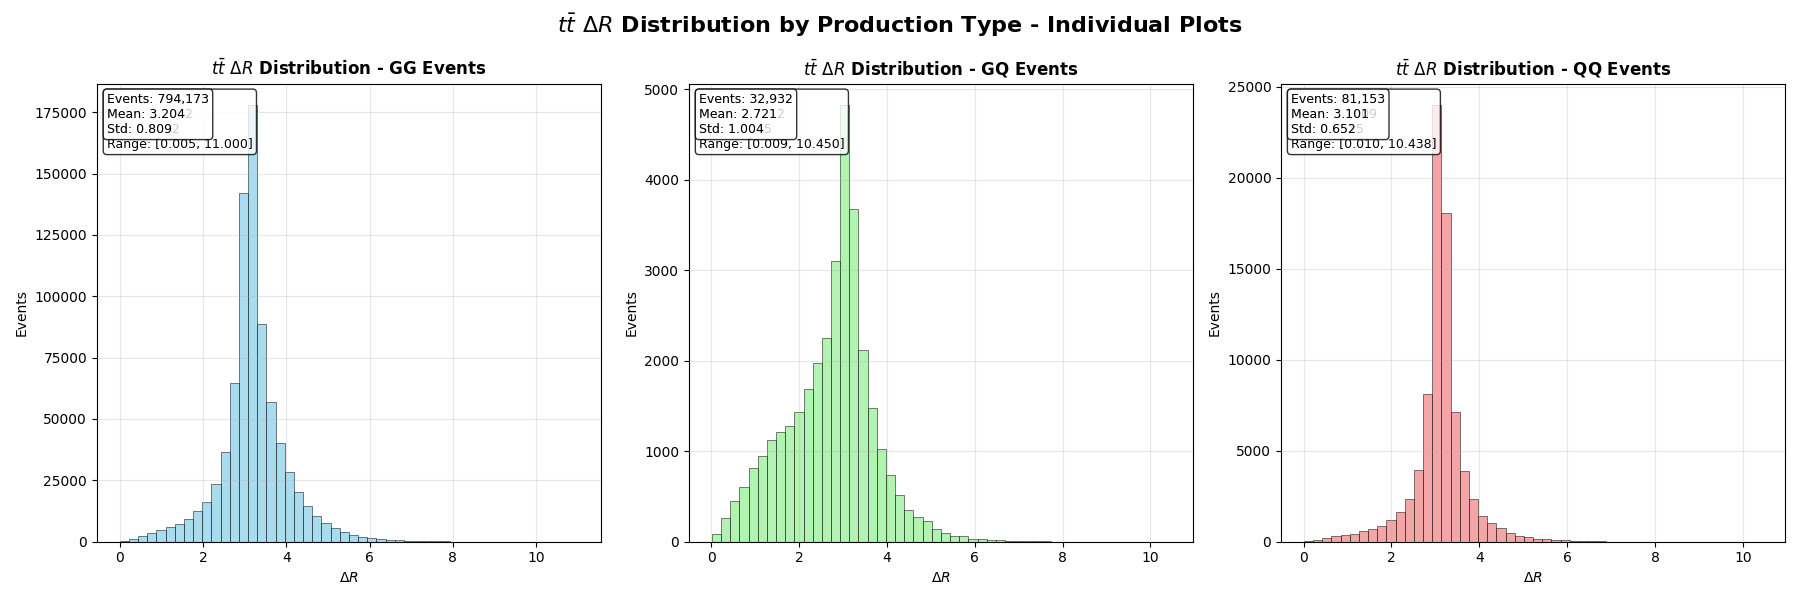 tt̄ ΔR Distribution by Production Type - Individual Plots
tt̄ ΔR Distribution - GG Events
Events: 794,173
Mean: 3.204
Std: 0.809
Range: [0.005, 11.000]
Events
175000
150000
125000
100000
75000
50000
25000
0
0 2 4 6 8 10
ΔR
tt̄ ΔR Distribution - GQ Events
Events: 32,932
Mean: 2.721
Std: 1.004
Range: [0.009, 10.450]
Events
5000
4000
3000
2000
1000
0
0 2 4 6 8 10
ΔR
tt̄ ΔR Distribution - QQ Events
Events: 81,153
Mean: 3.101
Std: 0.652
Range: [0.010, 10.438]
Events
25000
20000
15000
10000
5000
0
0 2 4 6 8 10
ΔR